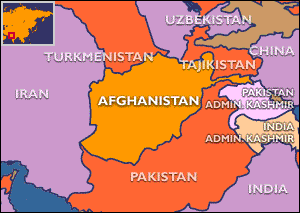 UZBEKISTAN
TURKMENISTAN
CHINA
TAJIKISTAN
IRAN
AFGHANISTAN
PAKISTAN
ADMIN. KASHMIR
INDIA
ADMIN. KASHMIR
PAKISTAN
INDIA